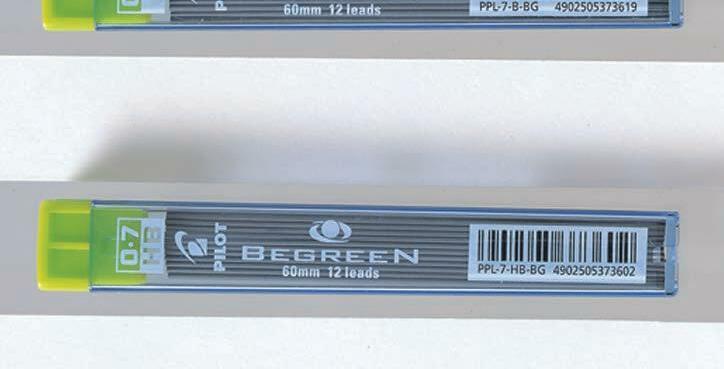 60mm 12 leads
PPL-7-B-BG 4902505373619
0.7
HB
PILOT
BEGREEN
60mm 12 leads
PPL-7-HB-BG 4902505373602